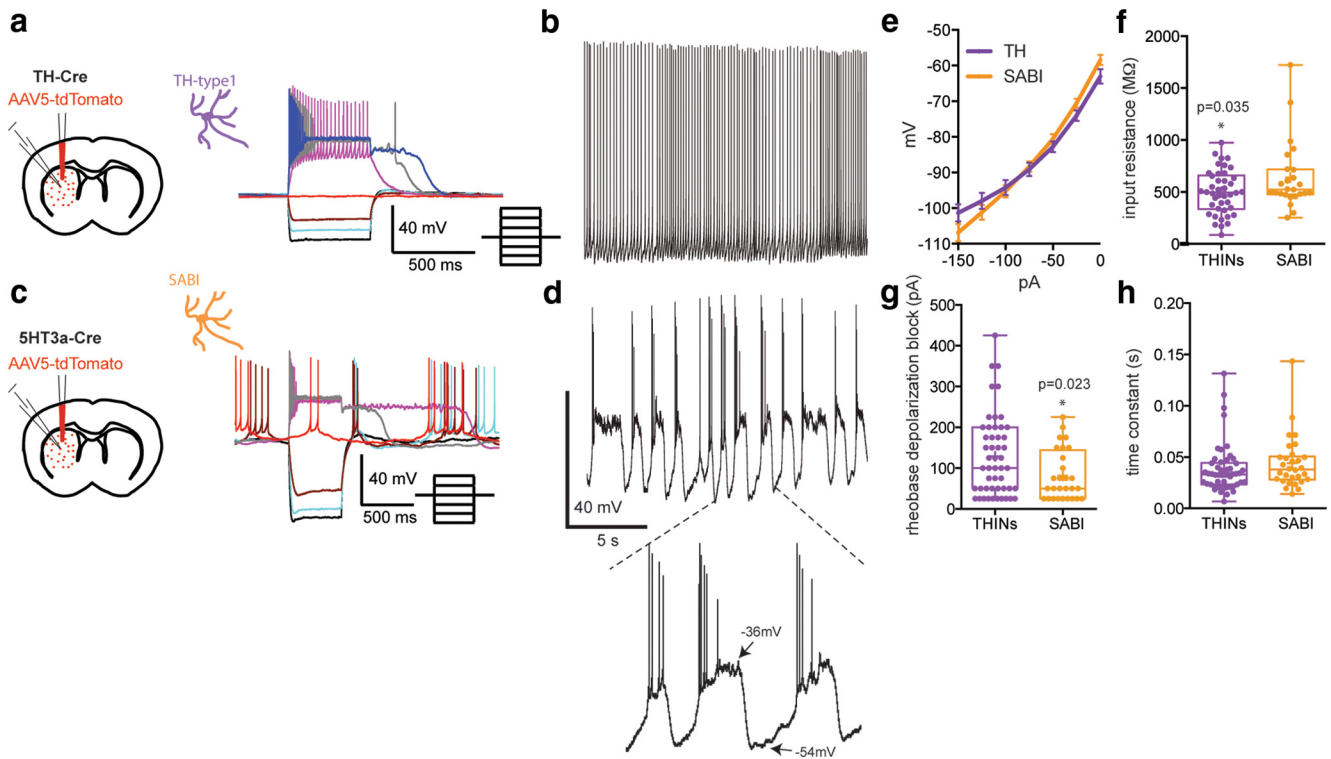 a
TH-Cre
AAV5-tdTomato
TH-type1
40 mV
500 ms
b
c
5HT3a-Cre
AAV5-tdTomato
SABI
40 mV
500 ms
d
40 mV
5 s
-36mV
-54mV
e
TH
SABI
mV
-50
-60
-70
-80
-90
-100
-110
-150
-100
-50
0
pA
f
input resistance (MΩ)
2000
1500
1000
500
0
p=0.035
*
THINs
SABI
g
rheobase depolarization block (pA)
500
400
300
200
100
0
p=0.023
*
THINs
SABI
h
time constant (s)
0.20
0.15
0.10
0.05
0.00
THINs
SABI